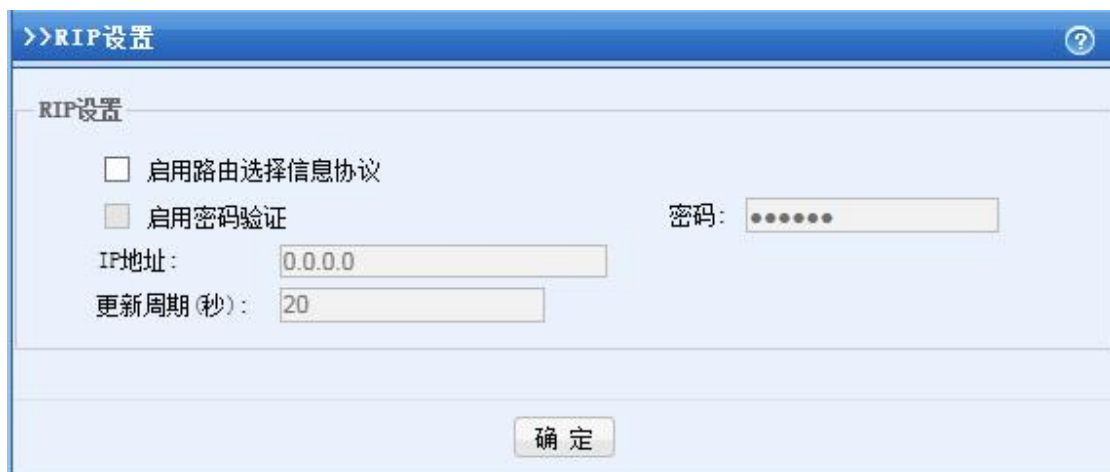 >>RIP设置
?
RIP设置
启用路由选择信息协议
启用密码验证 密码: ●●●●●●
IP地址: 0.0.0.0
更新周期(秒): 20
确 定